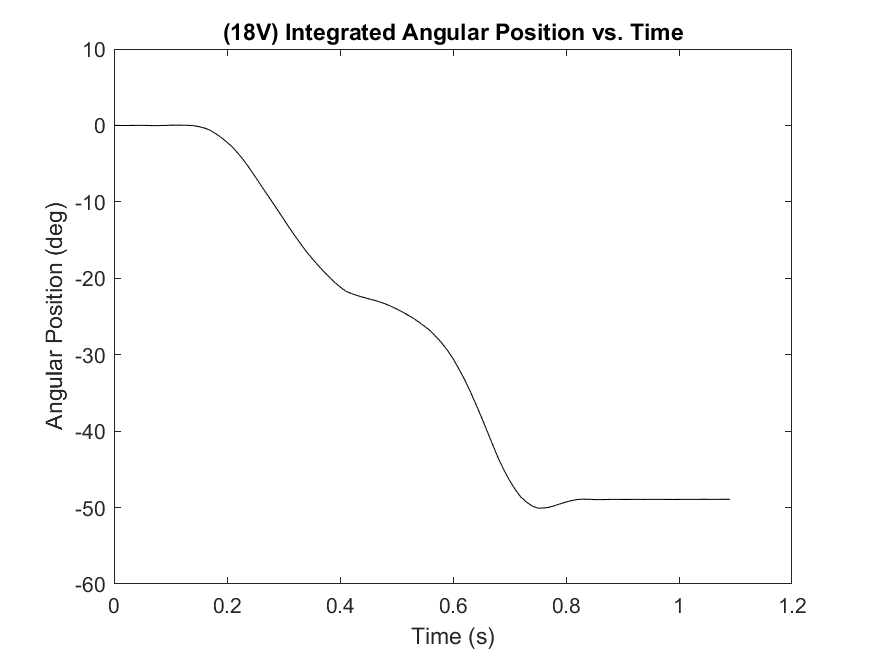 (18V) Integrated Angular Position vs. Time
Angular Position (deg)
10
0
-10
-20
-30
-40
-50
-60
0 0.2 0.4 0.6 0.8 1 1.2
Time (s)